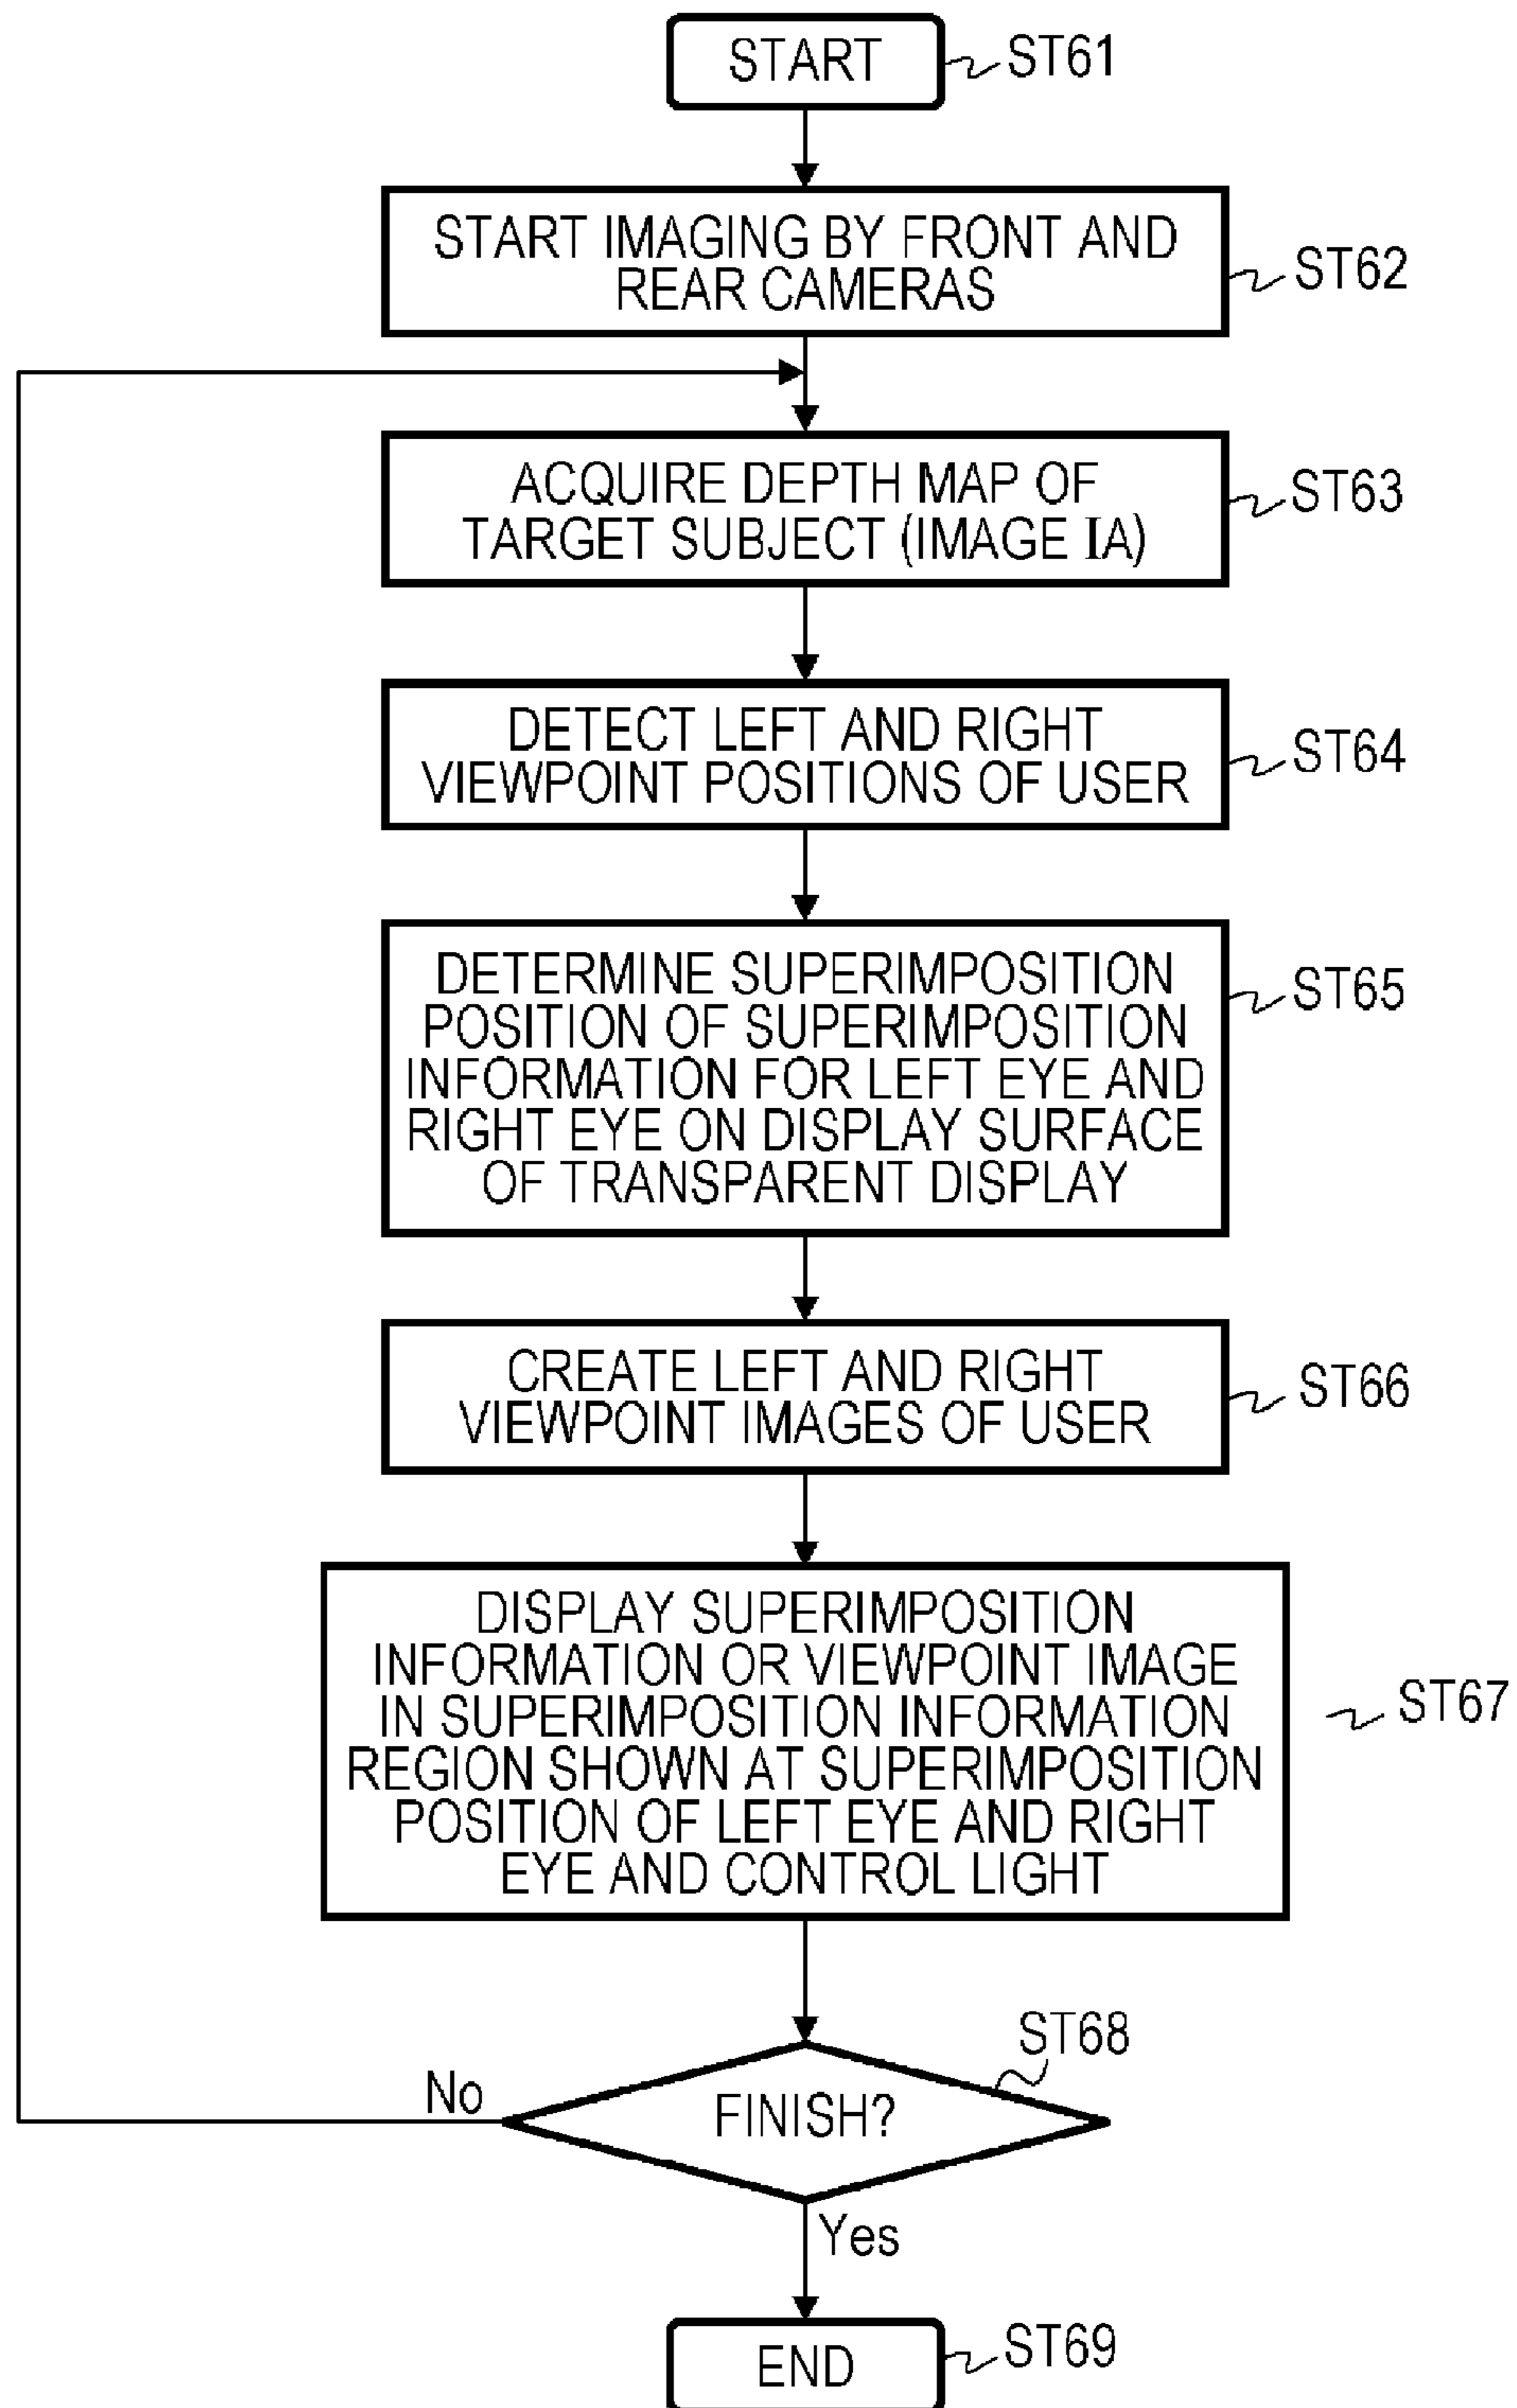 START
ST61
START IMAGING BY FRONT AND
REAR CAMERAS
ST62
ACQUIRE DEPTH MAP OF
TARGET SUBJECT (IMAGE IA)
ST63
DETECT LEFT AND RIGHT
VIEWPOINT POSITIONS OF USER
ST64
DETERMINE SUPERIMPOSITION
POSITION OF SUPERIMPOSITION
INFORMATION FOR LEFT EYE AND
RIGHT EYE ON DISPLAY SURFACE
OF TRANSPARENT DISPLAY
ST65
CREATE LEFT AND RIGHT
VIEWPOINT IMAGES OF USER
ST66
DISPLAY SUPERIMPOSITION
INFORMATION OR VIEWPOINT IMAGE
IN SUPERIMPOSITION INFORMATION
REGION SHOWN AT SUPERIMPOSITION
POSITION OF LEFT EYE AND RIGHT
EYE AND CONTROL LIGHT
ST67
ST68
No
FINISH?
Yes
END
ST69